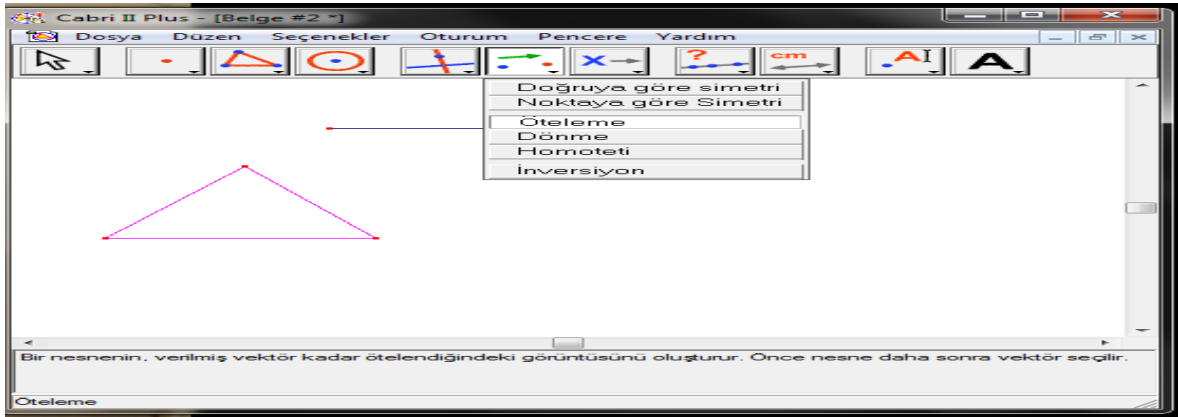 Cabri II Plus - [Belge #2 *]
Dosya Düzen Seçenekler Oturum Pencere Yardım
? cm A A
Doğruya göre simetri
Noktaya göre Simetri
Öteleme
Dönme
Homoteti
İnversiyon
Bir nesnenin, verilmiş vektör kadar ötelendiğindeki görüntüsünü oluşturur. Önce nesne daha sonra vektör seçilir.
Öteleme